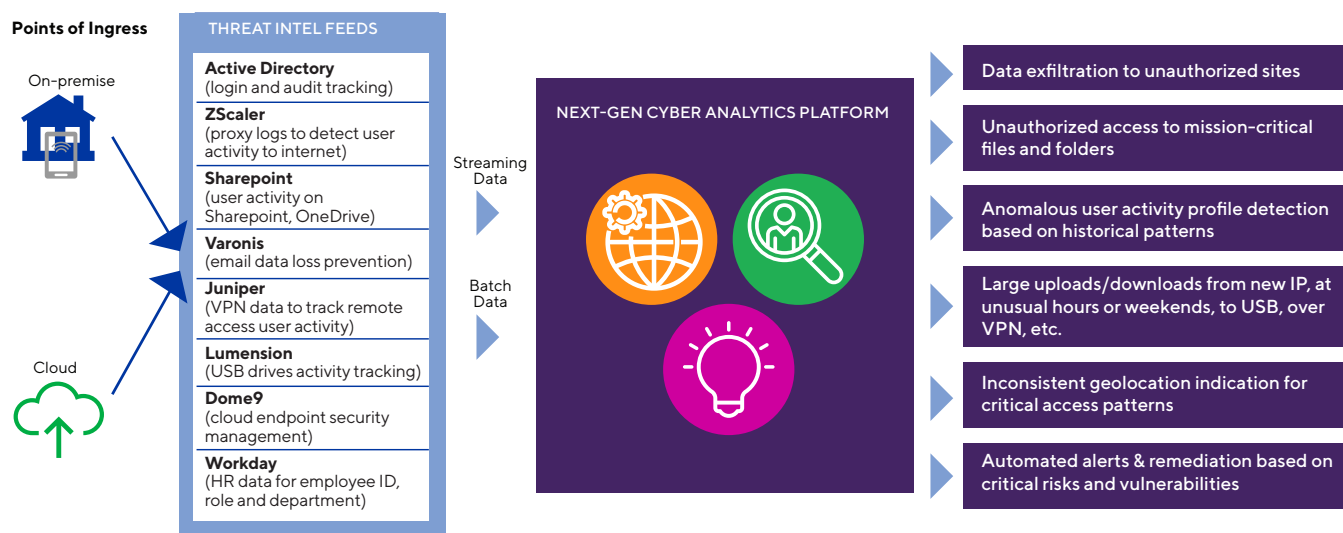 Points of Ingress
On-premise
Cloud
THREAT INTEL FEEDS
Active Directory
(login and audit tracking)
ZScaler
(proxy logs to detect user
activity to internet)
Sharepoint
(user activity on
Sharepoint, OneDrive)
Varonis
(email data loss prevention)
Juniper
(VPN data to track remote
access user activity)
Lumension
(USB drives activity tracking)
Dome9
(cloud endpoint security
management)
Workday
(HR data for employee ID,
role and department)
Streaming
Data
Batch
Data
NEXT-GEN CYBER ANALYTICS PLATFORM
Data exfiltration to unauthorized sites
Unauthorized access to mission-critical
files and folders
Anomalous user activity profile detection
based on historical patterns
Large uploads/downloads from new IP, at
unusual hours or weekends, to USB, over
VPN, etc.
Inconsistent geolocation indication for
critical access patterns
Automated alerts & remediation based on
critical risks and vulnerabilities